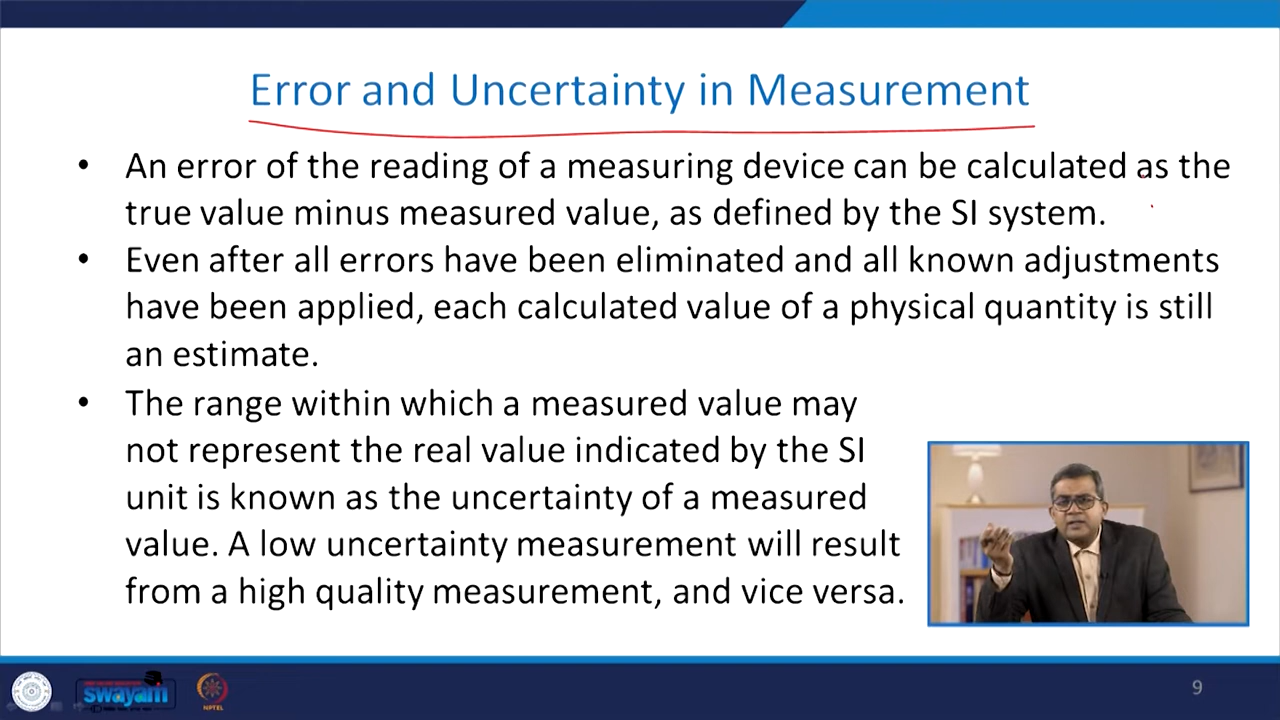 Error and Uncertainty in Measurement
• An error of the reading of a measuring device can be calculated as the
true value minus measured value, as defined by the SI system.
• Even after all errors have been eliminated and all known adjustments
have been applied, each calculated value of a physical quantity is still
an estimate.
• The range within which a measured value may
not represent the real value indicated by the SI
unit is known as the uncertainty of a measured
value. A low uncertainty measurement will result
from a high quality measurement, and vice versa.
swayam
NPTEL
9